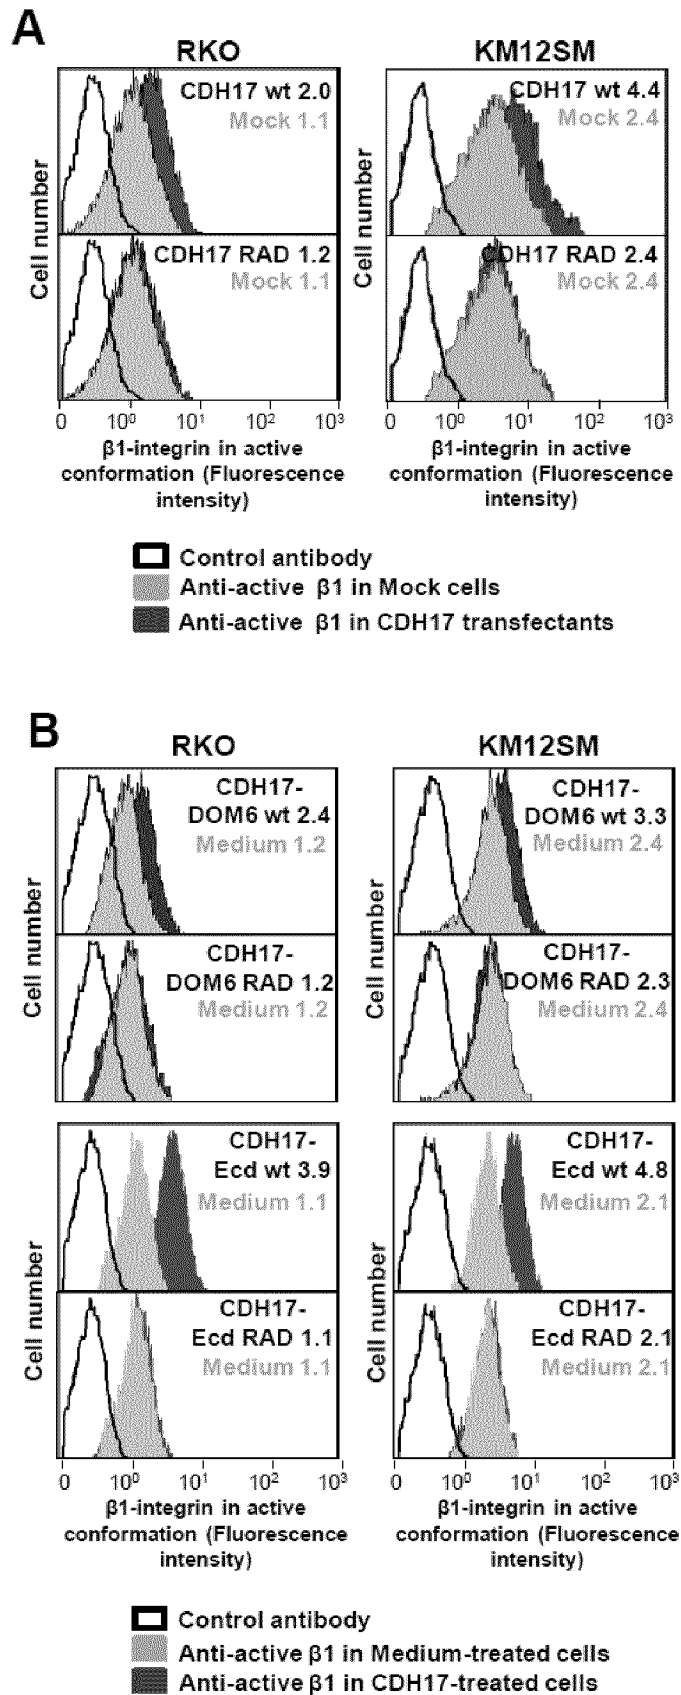 A
RKO
KM12SM
CDH17 wt 2.0
Mock 1.1
CDH17 wt 4.4
Mock 2.4
CDH17 RAD 1.2
Mock 1.1
CDH17 RAD 2.4
Mock 2.4
Cell number
Cell number
0 10⁰ 10¹ 10² 10³
0 10⁰ 10¹ 10² 10³
β1-integrin in active
conformation (Fluorescence
intensity)
β1-integrin in active
conformation (Fluorescence
intensity)
Control antibody
Anti-active β1 in Mock cells
Anti-active β1 in CDH17 transfectants
B
RKO
KM12SM
CDH17-
DOM6 wt 2.4
Medium 1.2
CDH17-
DOM6 wt 3.3
Medium 2.4
CDH17-
DOM6 RAD 1.2
Medium 1.2
CDH17-
DOM6 RAD 2.3
Medium 2.4
Cell number
Cell number
CDH17-
Ecd wt 3.9
Medium 1.1
CDH17-
Ecd wt 4.8
Medium 2.1
CDH17-
Ecd RAD 1.1
Medium 1.1
CDH17-
Ecd RAD 2.1
Medium 2.1
Cell number
Cell number
0 10⁰ 10¹ 10² 10³
0 10⁰ 10¹ 10² 10³
β1-integrin in active
conformation (Fluorescence
intensity)
β1-integrin in active
conformation (Fluorescence
intensity)
Control antibody
Anti-active β1 in Medium-treated cells
Anti-active β1 in CDH17-treated cells